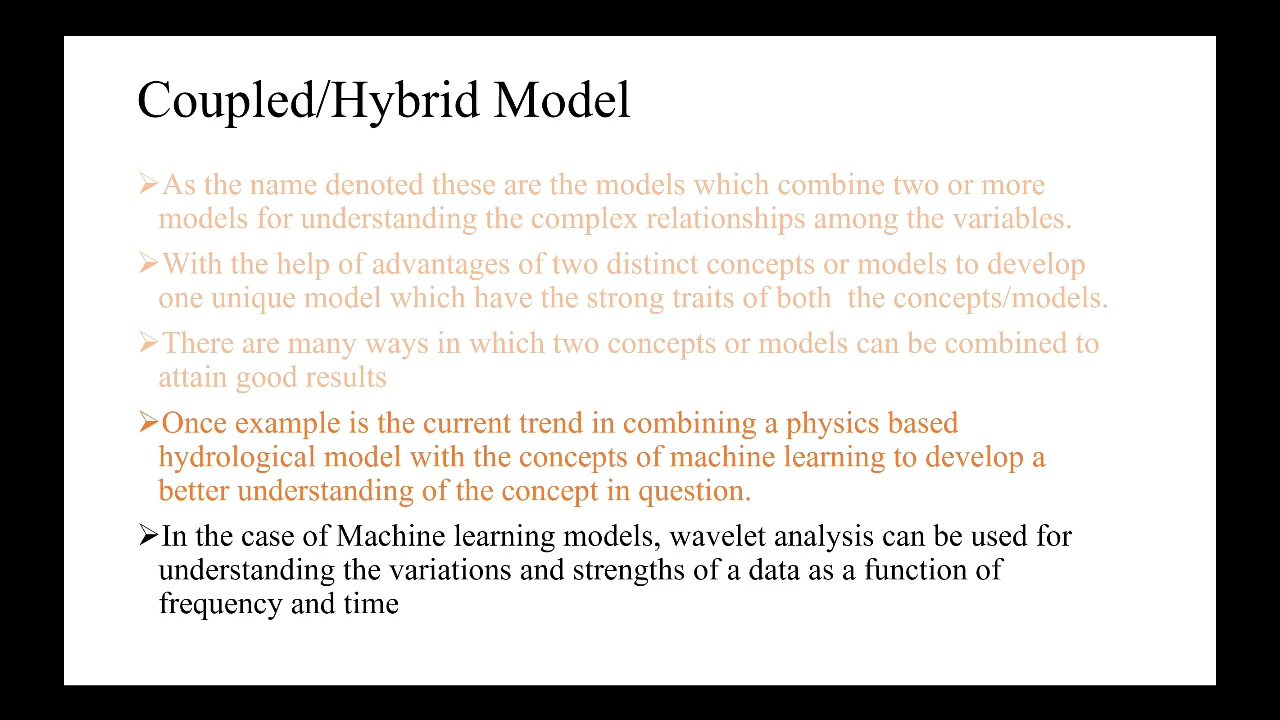 Coupled/Hybrid Model
➢As the name denoted these are the models which combine two or more
models for understanding the complex relationships among the variables.
➢With the help of advantages of two distinct concepts or models to develop
one unique model which have the strong traits of both  the concepts/models.
➢There are many ways in which two concepts or models can be combined to
attain good results
➢Once example is the current trend in combining a physics based
hydrological model with the concepts of machine learning to develop a
better understanding of the concept in question.
➢In the case of Machine learning models, wavelet analysis can be used for
understanding the variations and strengths of a data as a function of
frequency and time